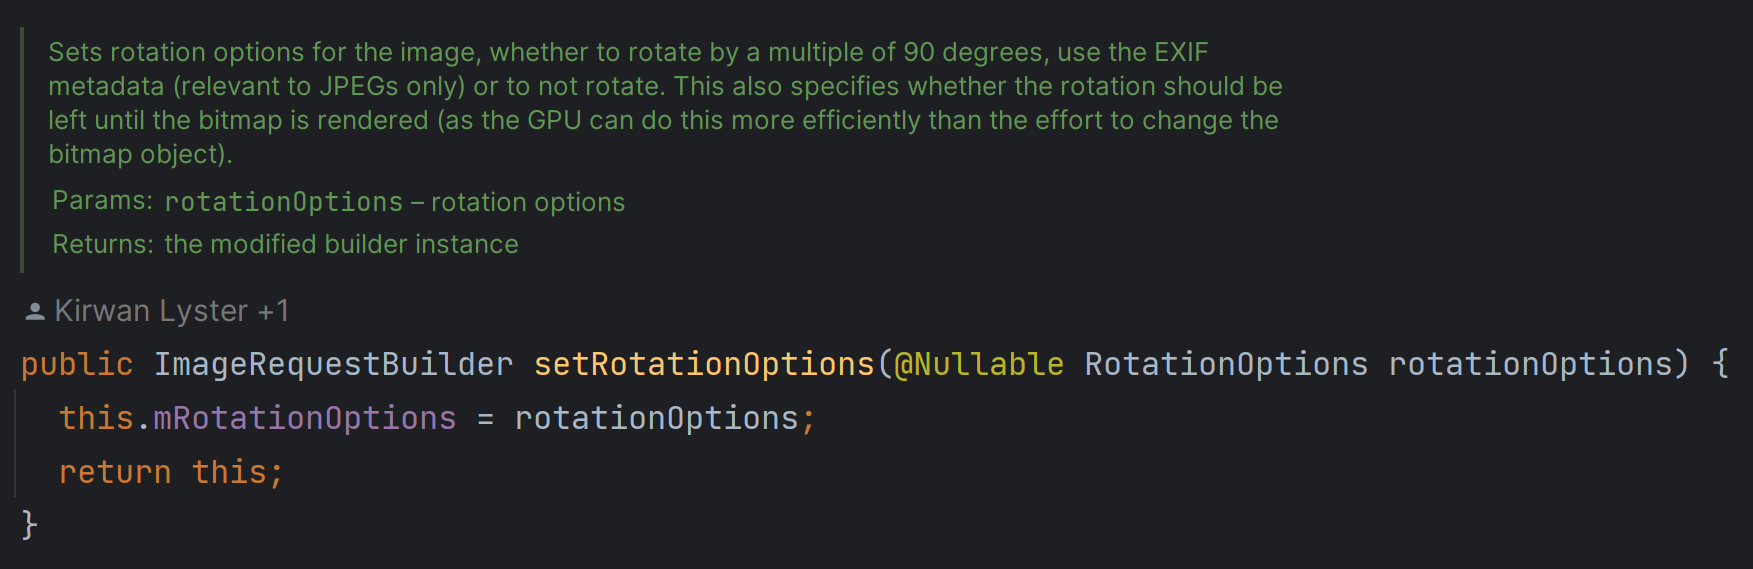 Sets rotation options for the image, whether to rotate by a multiple of 90 degrees, use the EXIF
metadata (relevant to JPEGs only) or to not rotate. This also specifies whether the rotation should be
left until the bitmap is rendered (as the GPU can do this more efficiently than the effort to change the
bitmap object).
Params: rotationOptions – rotation options
Returns: the modified builder instance
Kirwan Lyster +1
public ImageRequestBuilder setRotationOptions(@Nullable RotationOptions rotationOptions) {
  this.mRotationOptions = rotationOptions;
  return this;
}